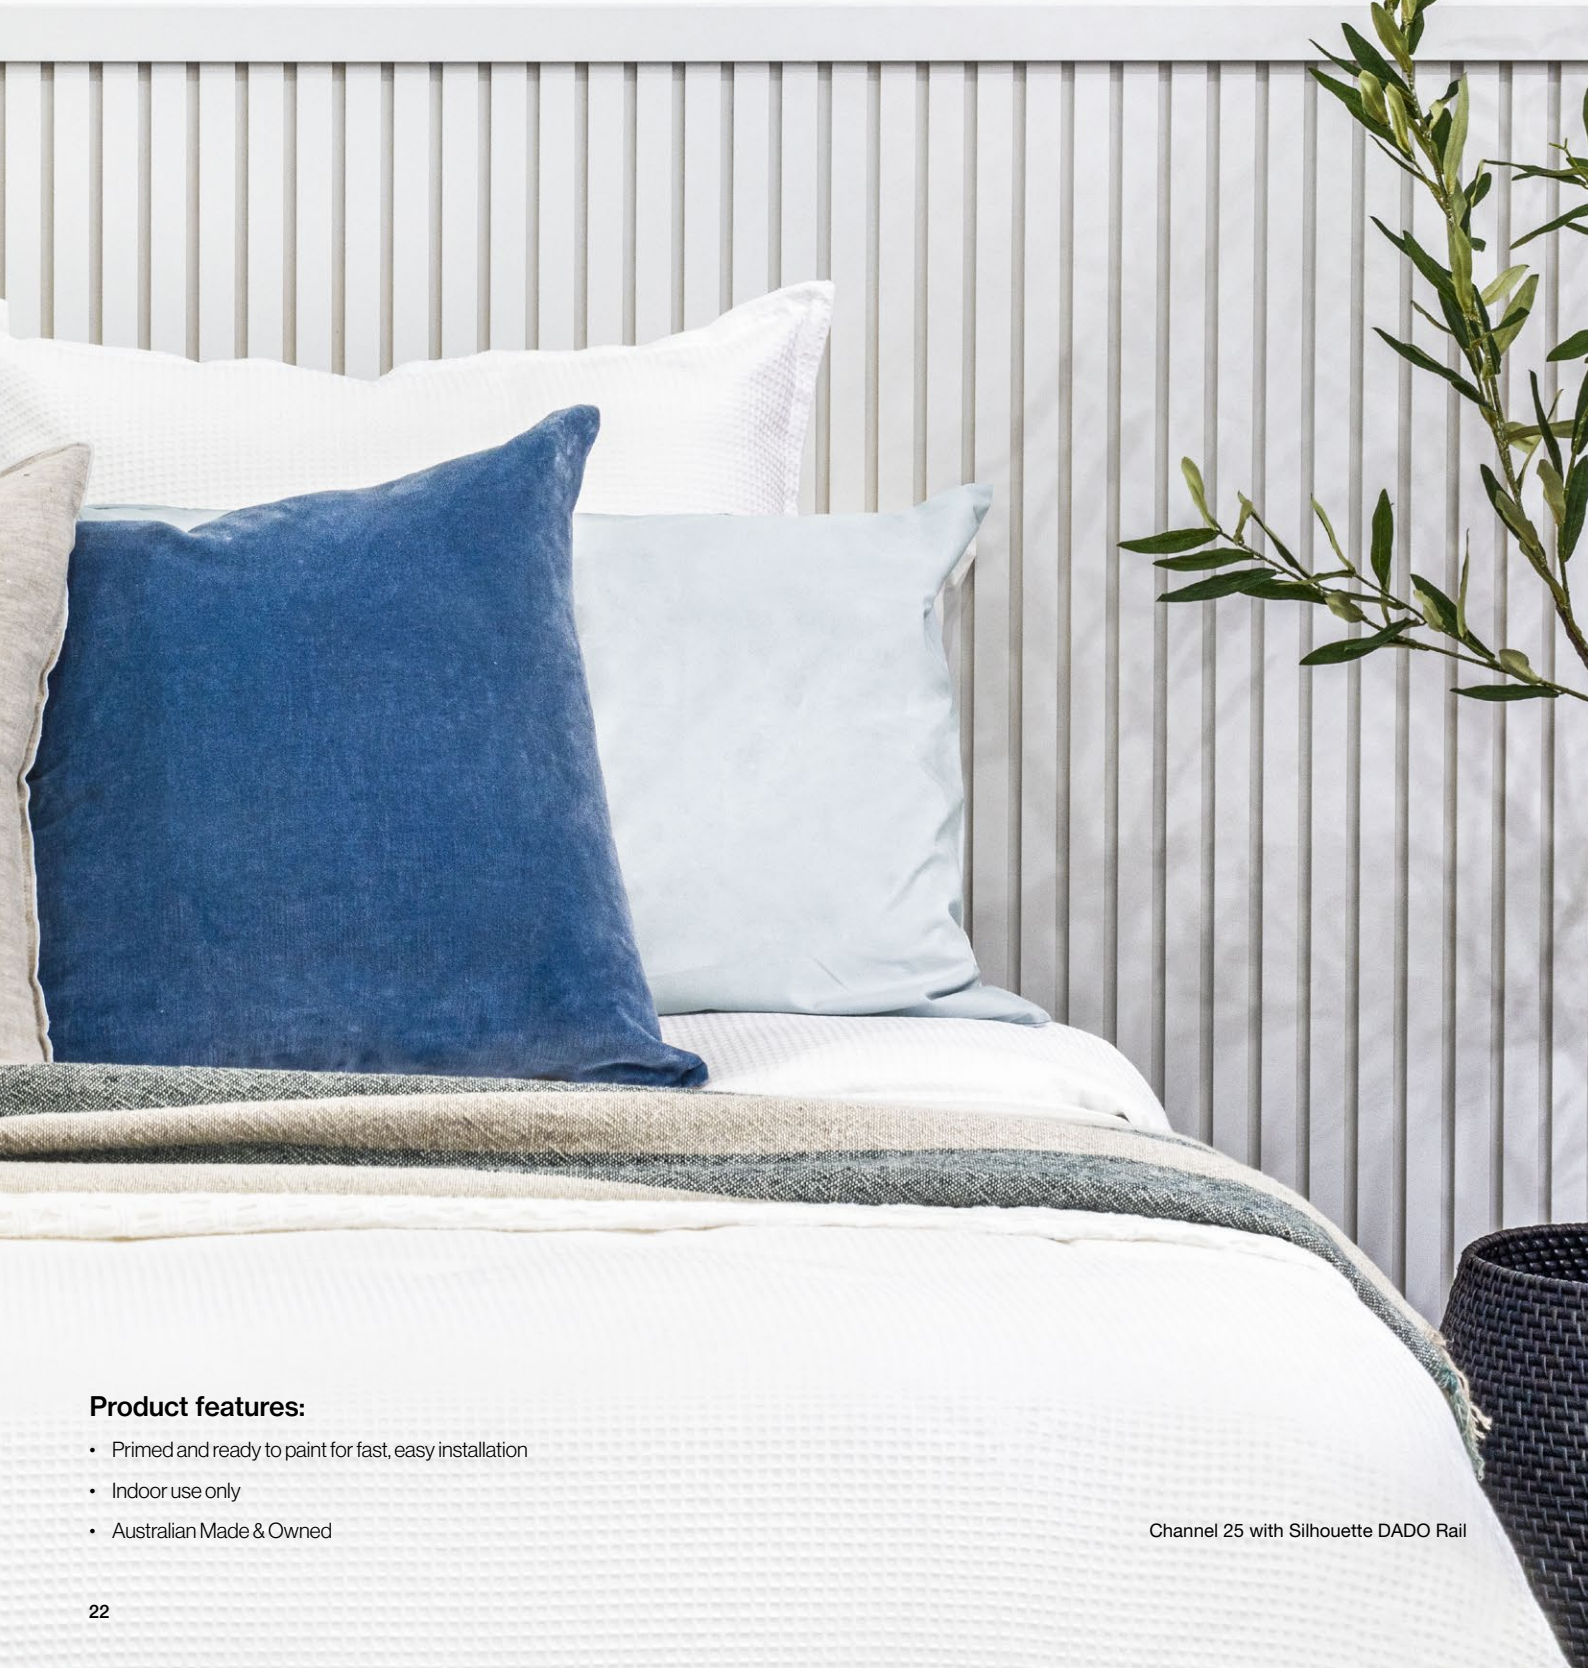 Product features:
• Primed and ready to paint for fast, easy installation
• Indoor use only
• Australian Made & Owned
Channel 25 with Silhouette DADO Rail
22